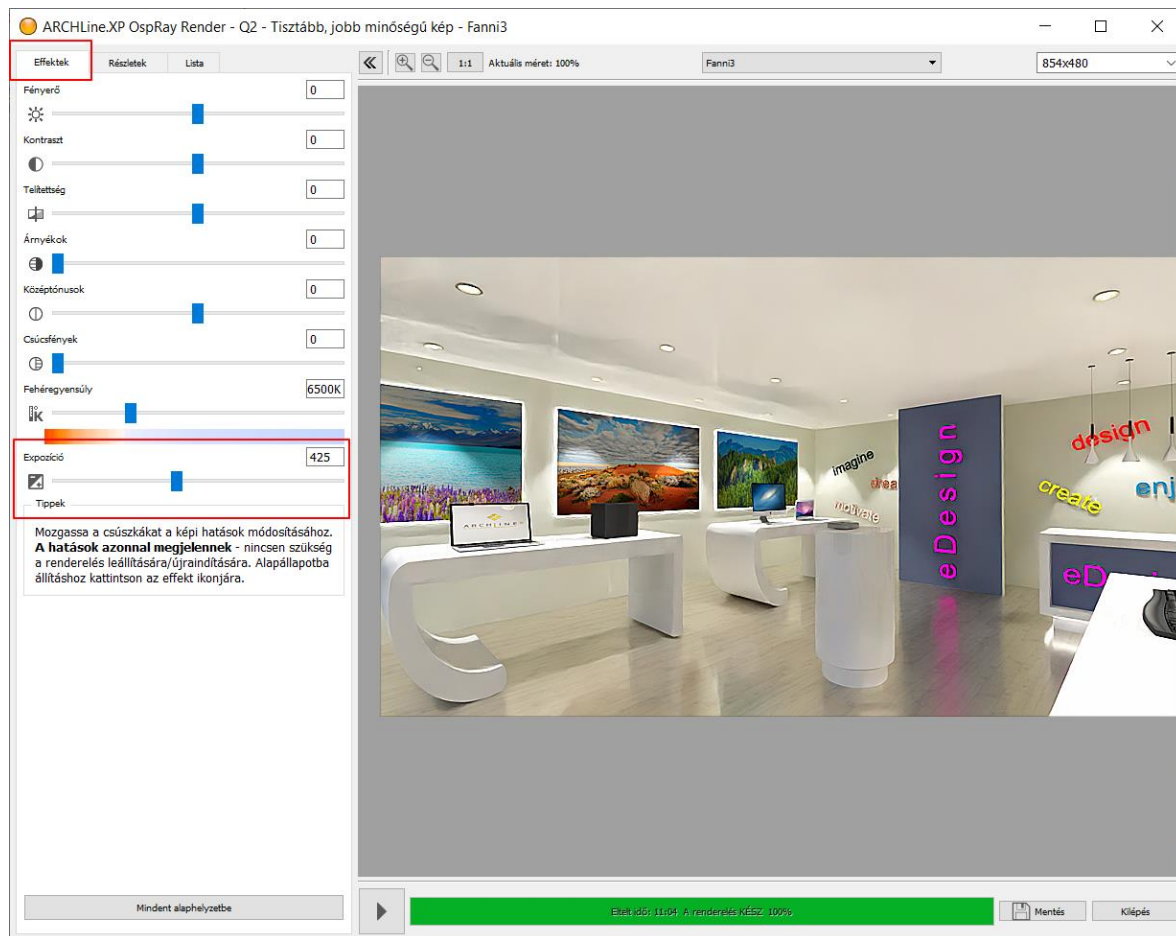 ARCHLine.XP OspRay Render - Q2 - Tisztább, jobb minőségű kép - Fanni3
Effektek Részletek Lista
1:1 Aktuális méret: 100% Fanni3 854x480
Fényerő 0
Kontraszt 0
Telítettség 0
Árnyékok 0
Középtónusok 0
Csúcsfények 0
Fehéregyensúly 6500K
K
Expozíció 425
Tippek
Mozgassa a csúszkákat a képi hatások módosításához.
A hatások azonnal megjelennek - nincsen szükség
a renderelés leállítására/újraindítására. Alapállapotba
állításhoz kattintson az effekt ikonjára.
Mindent alaphelyzetbe
imagine
motivate
eDesign
design
create
enj
ARCHLINE
Eltelt idő: 11:04 A renderelés KÉSZ 100%
Mentés Kilépés